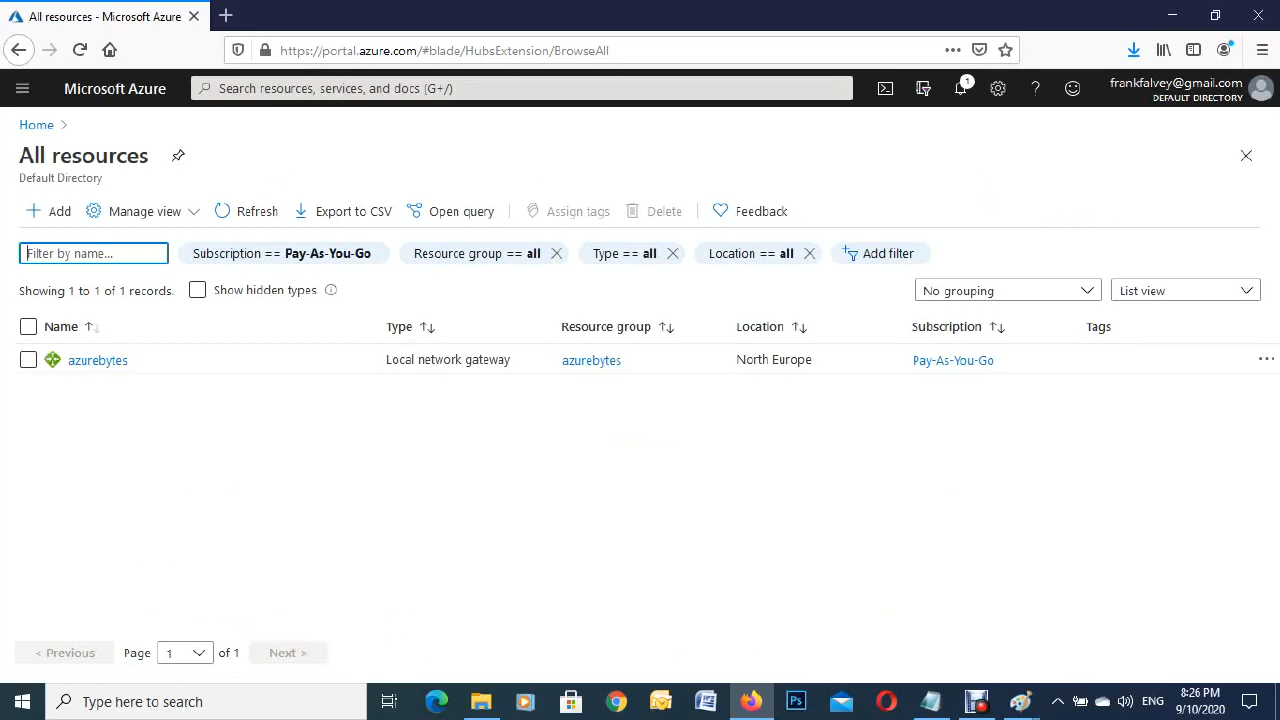 All resources - Microsoft Azure
https://portal.azure.com/#blade/HubsExtension/BrowseAll
Microsoft Azure
Search resources, services, and docs (G+/)
1
frankfalvey@gmail.com
DEFAULT DIRECTORY
Home
All resources
Default Directory
Add Manage view Refresh Export to CSV Open query Assign tags Delete Feedback
Filter by name... Subscription == Pay-As-You-Go Resource group == all Type == all Location == all Add filter
Showing 1 to 1 of 1 records. Show hidden types No grouping List view
Name Type Resource group Location Subscription Tags
azurebytes Local network gateway azurebytes North Europe Pay-As-You-Go
< Previous Page 1 of 1 Next >
Type here to search
Ps
ENG
8:26 PM
9/10/2020